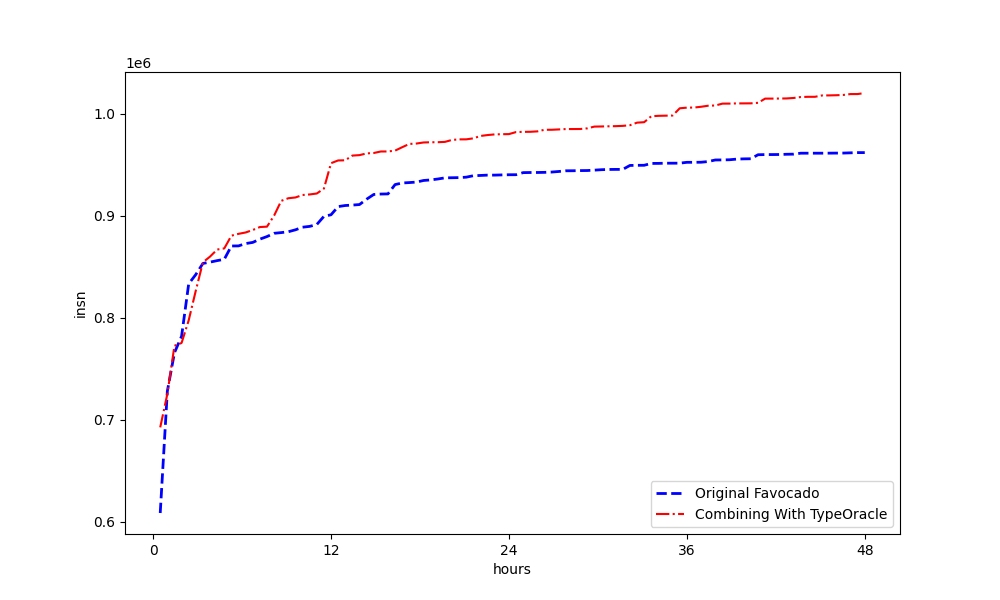 1e6
1.0
0.9
0.8
0.7
0.6
insn
0
12
24
36
48
hours
Original Favocado
Combining With TypeOracle